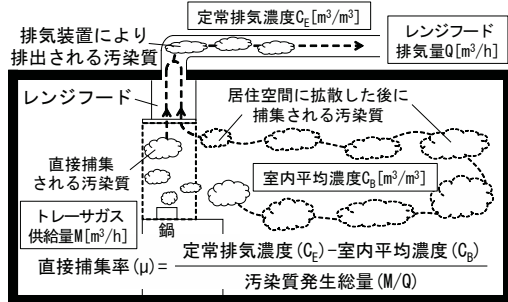 定常排気濃度C_E[m³/m³]
排気装置により
排出される汚染質
レンジフード
排気量Q[m³/h]
レンジフード
居住空間に拡散した後に
捕集される汚染質
直接捕集
される汚染質
室内平均濃度C_B[m³/m³]
トレーサガス
供給量M[m³/h]
鍋
直接捕集率(μ)=
定常排気濃度(C_E)-室内平均濃度(C_B)
汚染質発生総量(M/Q)